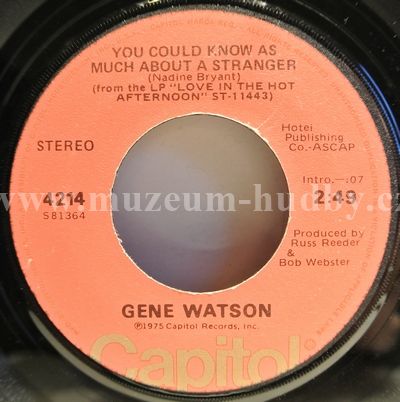 YOU COULD KNOW AS
MUCH ABOUT A STRANGER
(Nadine Bryant)
(from the LP "LOVE IN THE HOT
AFTERNOON" ST-11443)
STEREO
Hotei
Publishing
Co.-ASCAP
Intro.—:07
4214
2:49
S81364
www.muzeum-hudby.cz
Produced by
Russ Reeder
&
Bob Webster
GENE WATSON
℗1975 Capitol Records, Inc.
Capitol